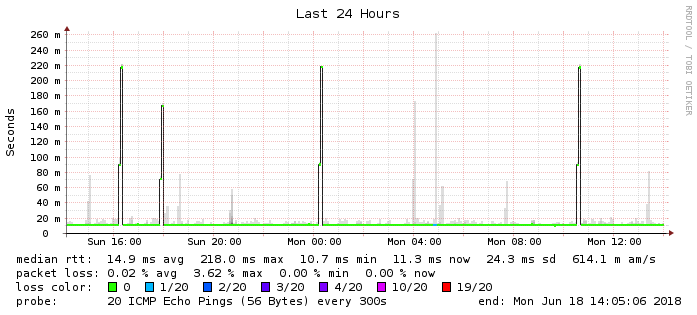 Last 24 Hours
RRDTOOL / TOBI OETIKER
Seconds
260 m
240 m
220 m
200 m
180 m
160 m
140 m
120 m
100 m
80 m
60 m
40 m
20 m
0
Sun 16:00 Sun 20:00 Mon 00:00 Mon 04:00 Mon 08:00 Mon 12:00
median rtt: 14.9 ms avg 218.0 ms max 10.7 ms min 11.3 ms now 24.3 ms sd 614.1 m am/s
packet loss: 0.02 % avg 3.62 % max 0.00 % min 0.00 % now
loss color: 0 1/20 2/20 3/20 4/20 10/20 19/20
probe: 20 ICMP Echo Pings (56 Bytes) every 300s end: Mon Jun 18 14:05:06 2018